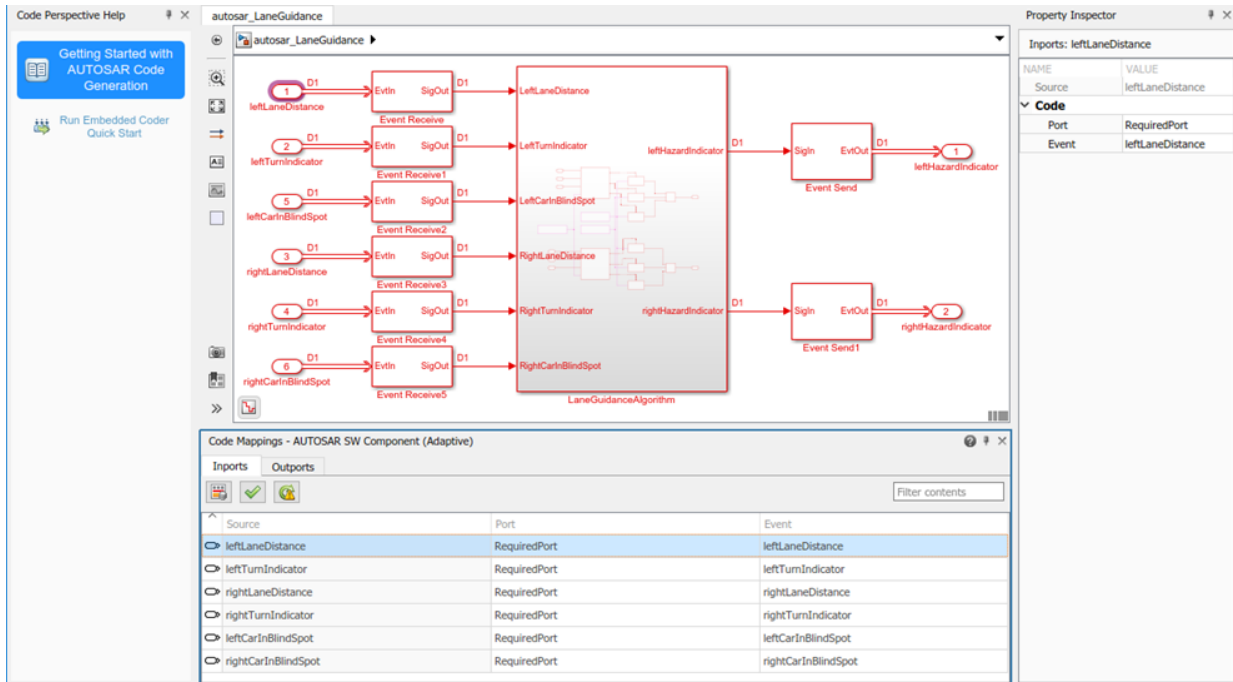 Code Perspective Help
Getting Started with
AUTOSAR Code
Generation
Run Embedded Coder
Quick Start
autosar_LaneGuidance
autosar_LaneGuidance
1
D1
leftLaneDistance
EvtIn
SigOut
D1
Event Receive
2
D1
leftTurnIndicator
EvtIn
SigOut
D1
Event Receive1
5
D1
leftCarInBlindSpot
EvtIn
SigOut
D1
Event Receive2
3
D1
rightLaneDistance
EvtIn
SigOut
D1
Event Receive3
4
D1
rightTurnIndicator
EvtIn
SigOut
D1
Event Receive4
6
D1
rightCarInBlindSpot
EvtIn
SigOut
D1
Event Receive5
LeftLaneDistance
LeftTurnIndicator
LeftCarInBlindSpot
RightLaneDistance
RightTurnIndicator
RightCarInBlindSpot
leftHazardIndicator
rightHazardIndicator
LaneGuidanceAlgorithm
D1
SigIn
EvtOut
D1
Event Send
1
leftHazardIndicator
D1
SigIn
EvtOut
D1
Event Send1
2
rightHazardIndicator
Code Mappings - AUTOSAR SW Component (Adaptive)
Inports Outports
Filter contents
Source Port Event
leftLaneDistance RequiredPort leftLaneDistance
leftTurnIndicator RequiredPort leftTurnIndicator
rightLaneDistance RequiredPort rightLaneDistance
rightTurnIndicator RequiredPort rightTurnIndicator
leftCarInBlindSpot RequiredPort leftCarInBlindSpot
rightCarInBlindSpot RequiredPort rightCarInBlindSpot
Property Inspector
Inports: leftLaneDistance
NAME VALUE
Source leftLaneDistance
Code
Port RequiredPort
Event leftLaneDistance